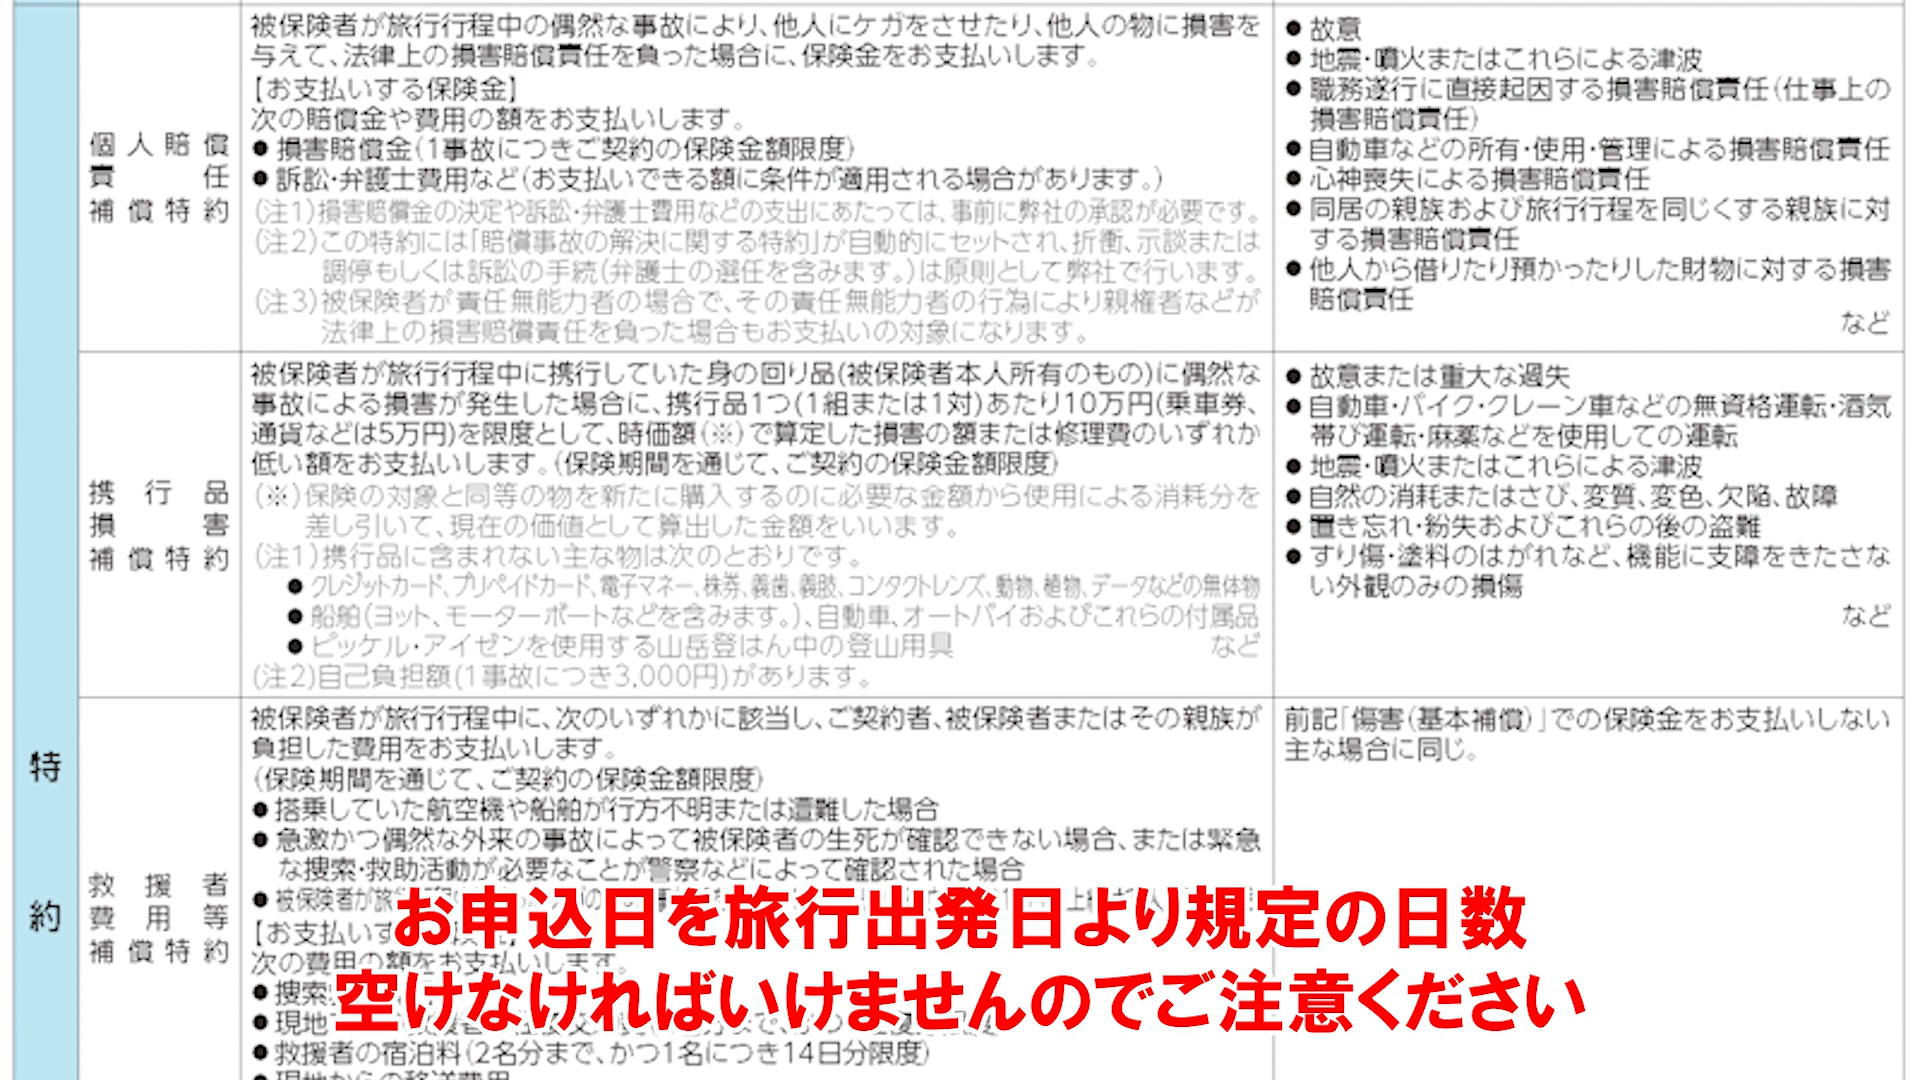 特
約
個人賠償
責任
補償特約
被保険者が旅行行程中の偶然な事故により、他人にケガをさせたり、他人の物に損害を
与えて、法律上の損害賠償責任を負った場合に、保険金をお支払いします。
【お支払いする保険金】
次の賠償金や費用の額をお支払いします。
●損害賠償金(1事故につきご契約の保険金額限度)
●訴訟・弁護士費用など(お支払いできる額に条件が適用される場合があります。)
(注1)損害賠償金の決定や訴訟・弁護士費用などの支出にあたっては、事前に弊社の承認が必要です。
(注2)この特約には「賠償事故の解決に関する特約」が自動的にセットされ、折衝、示談または
調停もしくは訴訟の手続(弁護士の選任を含みます。)は原則として弊社で行います。
(注3)被保険者が責任無能力者の場合で、その責任無能力者の行為により親権者などが
法律上の損害賠償責任を負った場合もお支払いの対象になります。
●故意
●地震・噴火またはこれらによる津波
●職務遂行に直接起因する損害賠償責任(仕事上の
損害賠償責任)
●自動車などの所有・使用・管理による損害賠償責任
●心神喪失による損害賠償責任
●同居の親族および旅行行程を同じくする親族に対
する損害賠償責任
●他人から借りたり預かったりした財物に対する損害
賠償責任
など
携行品
損害
補償特約
被保険者が旅行行程中に携行していた身の回り品(被保険者本人所有のもの)に偶然な
事故による損害が発生した場合に、携行品1つ(1組または1対)あたり10万円(乗車券、
通貨などは5万円)を限度として、時価額(※)で算定した損害の額または修理費のいずれか
低い額をお支払いします。(保険期間を通じて、ご契約の保険金額限度)
(※)保険の対象と同等の物を新たに購入するのに必要な金額から使用による消耗分を
差し引いて、現在の価値として算出した金額をいいます。
(注1)携行品に含まれない主な物は次のとおりです。
●クレジットカード、プリペイドカード、電子マネー、株券、義歯、義肢、コンタクトレンズ、動物、植物、データなどの無体物
●船舶(ヨット、モーターボートなどを含みます。)、自動車、オートバイおよびこれらの付属品
●ピッケル・アイゼンを使用する山岳登はん中の登山用具 など
(注2)自己負担額(1事故につき3,000円)があります。
●故意または重大な過失
●自動車・バイク・クレーン車などの無資格運転・酒気
帯び運転・麻薬などを使用しての運転
●地震・噴火またはこれらによる津波
●自然の消耗またはさび、変質、変色、欠陥、故障
●置き忘れ・紛失およびこれらの後の盗難
●すり傷・塗料のはがれなど、機能に支障をきたさな
い外観のみの損傷
など
救援者
費用等
補償特約
被保険者が旅行行程中に、次のいずれかに該当し、ご契約者、被保険者またはその親族が
負担した費用をお支払いします。
(保険期間を通じて、ご契約の保険金額限度)
●搭乗していた航空機や船舶が行方不明または遭難した場合
●急激かつ偶然な外来の事故によって被保険者の生死が確認できない場合、または緊急
な捜索・救助活動が必要なことが警察などによって確認された場合
●被保険者が旅
【お支払いす
次の費用の額をお支払いします。
●捜索
●現地
●救援者の宿泊料(2名分まで、かつ1名につき14日分限度)
●現地からの移送費用
前記「傷害(基本補償)」での保険金をお支払いしない
主な場合に同じ。
お申込日を旅行出発日より規定の日数
空けなければいけませんのでご注意ください